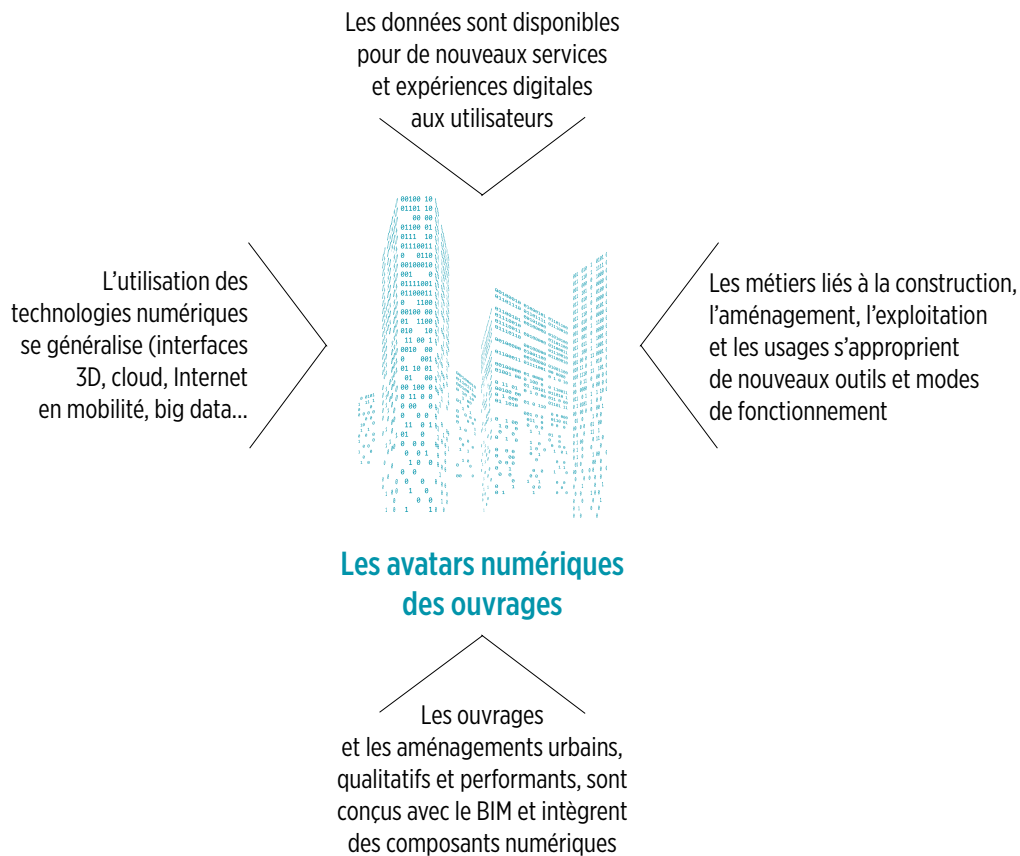 Les données sont disponibles
pour de nouveaux services
et expériences digitales
aux utilisateurs
L'utilisation des
technologies numériques
se généralise (interfaces
3D, cloud, Internet
en mobilité, big data...
Les métiers liés à la construction,
l'aménagement, l'exploitation
et les usages s'approprient
de nouveaux outils et modes
de fonctionnement
Les avatars numériques
des ouvrages
Les ouvrages
et les aménagements urbains,
qualitatifs et performants, sont
conçus avec le BIM et intègrent
des composants numériques